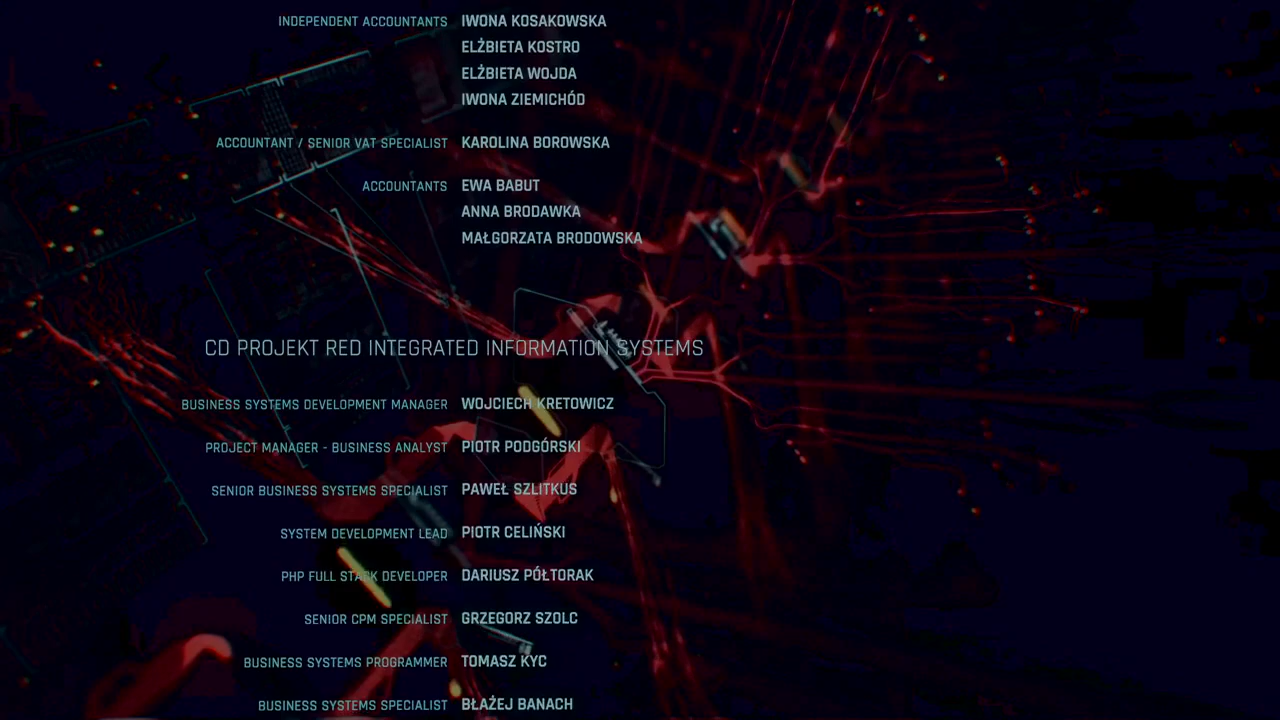 INDEPENDENT ACCOUNTANTS IWONA KOSAKOWSKA
ELŻBIETA KOSTRO
ELŻBIETA WOJDA
IWONA ZIEMICHÓD
ACCOUNTANT / SENIOR VAT SPECIALIST KAROLINA BOROWSKA
ACCOUNTANTS EWA BABUT
ANNA BRODAWKA
MAŁGORZATA BRODOWSKA
CD PROJEKT RED INTEGRATED INFORMATION SYSTEMS
BUSINESS SYSTEMS DEVELOPMENT MANAGER WOJCIECH KRETOWICZ
PROJECT MANAGER - BUSINESS ANALYST PIOTR PODGÓRSKI
SENIOR BUSINESS SYSTEMS SPECIALIST PAWEŁ SZLITKUS
SYSTEM DEVELOPMENT LEAD PIOTR CELIŃSKI
PHP FULL STACK DEVELOPER DARIUSZ PÓŁTORAK
SENIOR CPM SPECIALIST GRZEGORZ SZOLC
BUSINESS SYSTEMS PROGRAMMER TOMASZ KYC
BUSINESS SYSTEMS SPECIALIST BŁAŻEJ BANACH